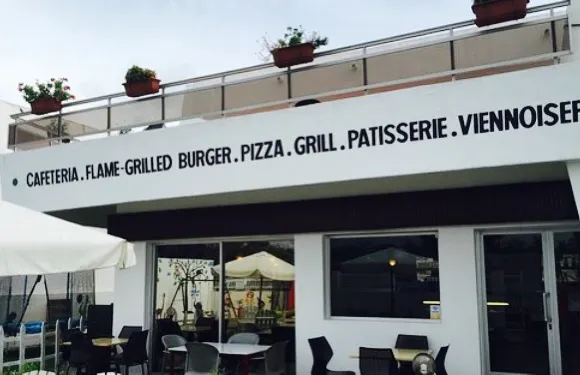 CAFETERIA . FLAME-GRILLED BURGER . PIZZA . GRILL . PATISSERIE . VIENNOISER